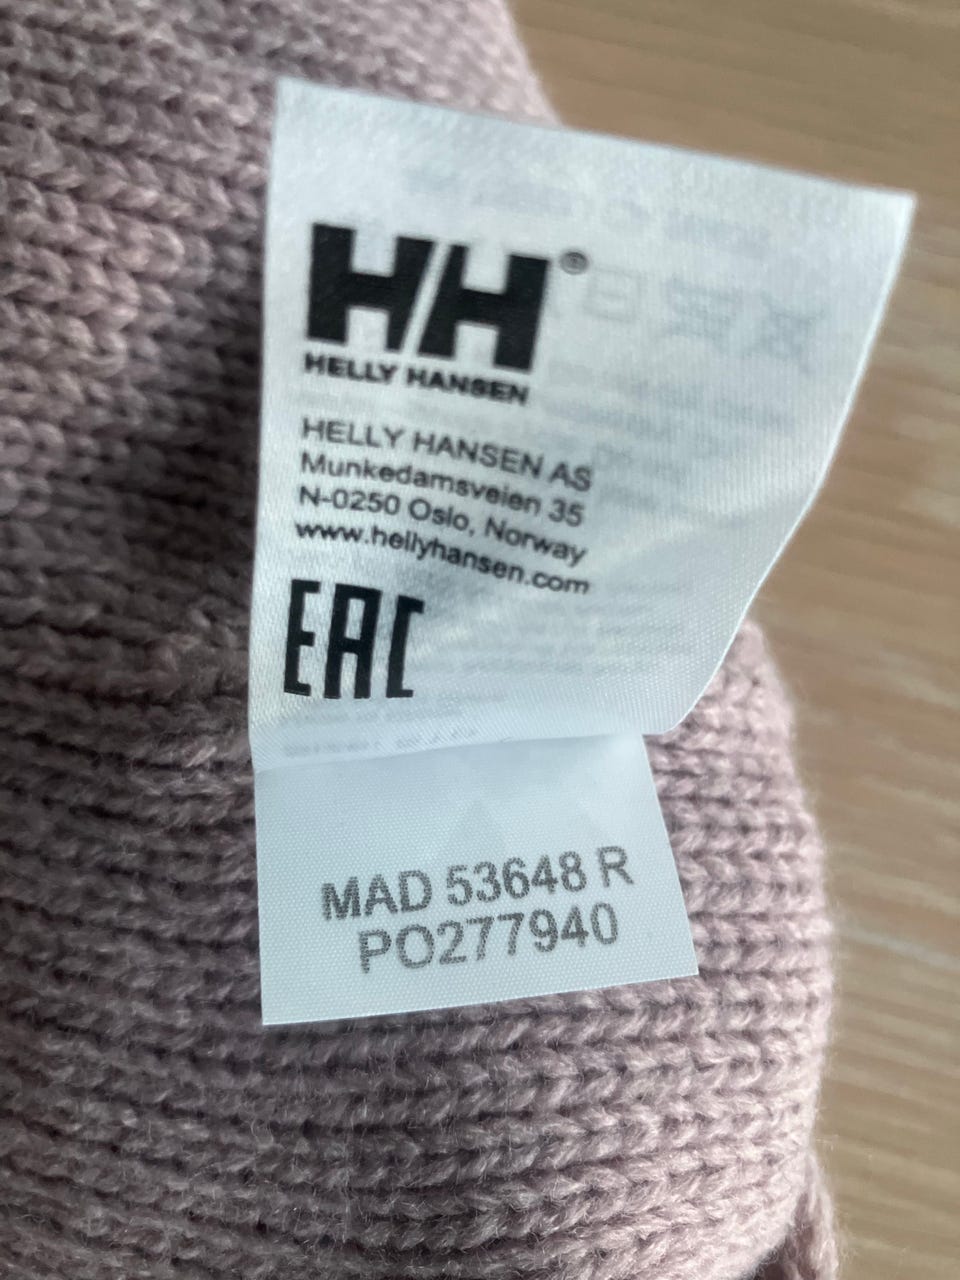 HH®
HELLY HANSEN
HELLY HANSEN AS
Munkedamsveien 35
N-0250 Oslo, Norway
www.hellyhansen.com
EAC
MAD 53648 R
PO277940